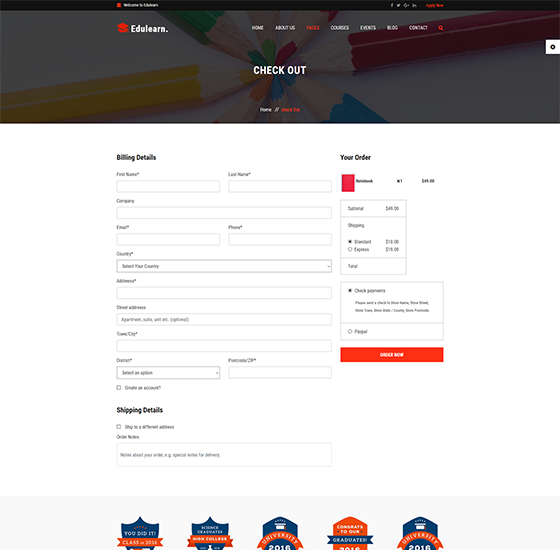 Welcome to Edulearn
Apply Now
Edulearn.
HOME ABOUT US PAGES COURSES EVENTS BLOG CONTACT
CHECK OUT
Home // check Out
Billing Details
First Name* Last Name*
Company
Email* Phone*
Country*
Select Your Country
Address*
Street address
Apartment, suite, unit etc. (optional)
Town/City*
District* Postcode/ZIP*
Select an option
Create an account?
Shipping Details
Ship to a different address
Order Notes
Notes about your order, e.g. special notes for delivery.
Your Order
Notebook x1 $49.00
Subtotal $49.00
Shipping
Standard $10.00
Express $19.00
Total
Check payments
Please send a check to Store Name, Store Street,
Store Town, Store State / County, Store Postcode.
Paypal
ORDER NOW
YOU DID IT!
CLASS OF 2016
SCIENCE
GRADUATES
HIGH COLLEGE
UNIVERSITY
2016
CONGRATS
TO OUR
GRADUATES!
2016
UNIVERSITY
2016